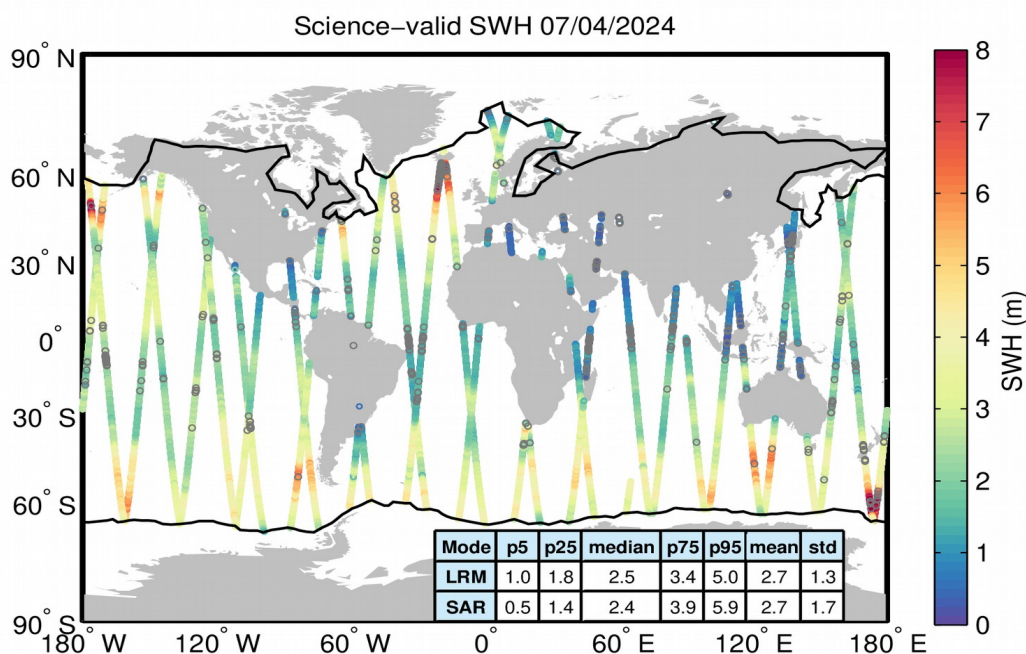 Science–valid SWH 07/04/2024
90° N
60° N
30° N
0°
30° S
60° S
90° S
180° W
120° W
60° W
0°
60° E
120° E
180° E
8
7
6
5
4
3
2
1
0
SWH (m)
Mode p5 p25 median p75 p95 mean std
LRM 1.0 1.8 2.5 3.4 5.0 2.7 1.3
SAR 0.5 1.4 2.4 3.9 5.9 2.7 1.7